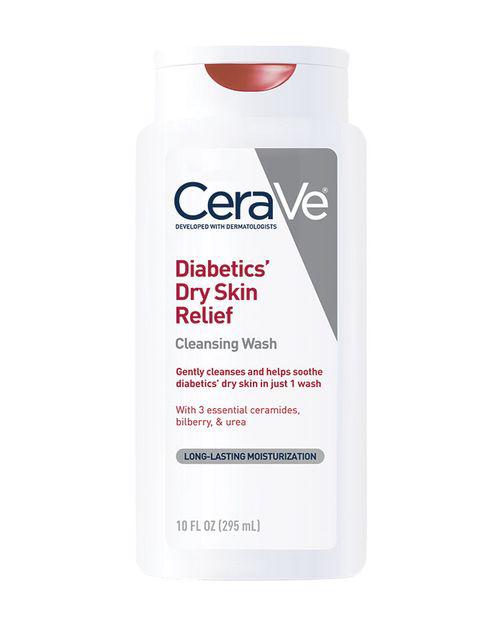 CeraVe®
DEVELOPED WITH DERMATOLOGISTS
Diabetics'
Dry Skin
Relief
Cleansing Wash
Gently cleanses and helps soothe
diabetics' dry skin in just 1 wash
With 3 essential ceramides,
bilberry, & urea
LONG-LASTING MOISTURIZATION
10 FL OZ (295 mL)